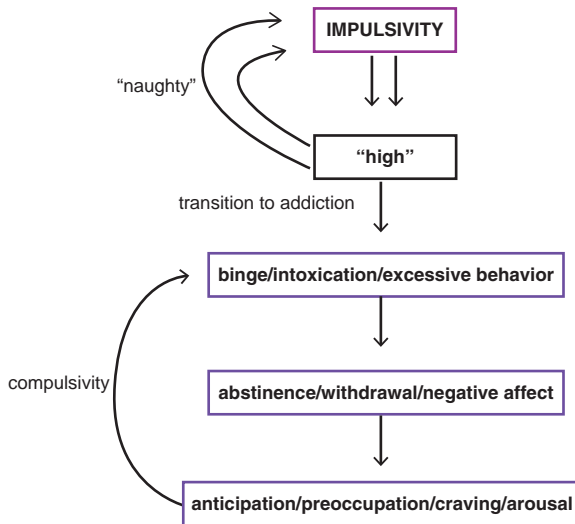 IMPULSIVITY
“naughty”
“high”
transition to addiction
binge/intoxication/excessive behavior
compulsivity
abstinence/withdrawal/negative affect
anticipation/preoccupation/craving/arousal